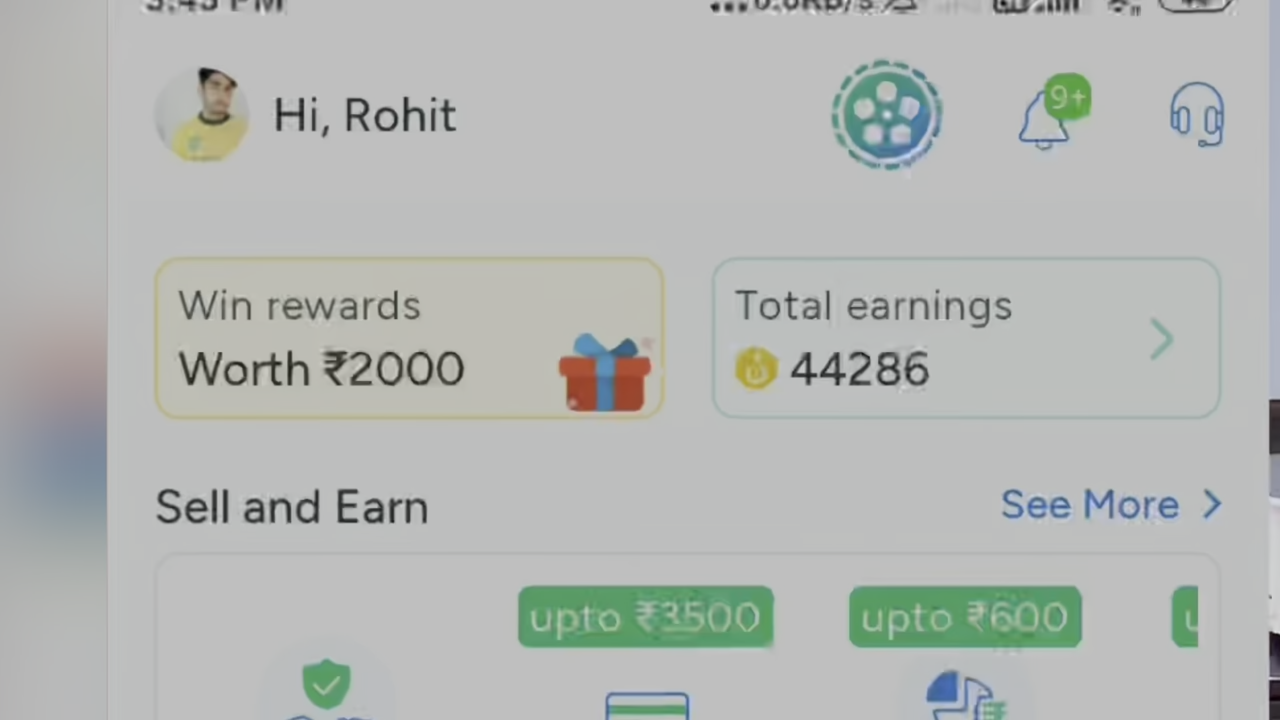 Hi, Rohit
9+
Win rewards
Worth ₹2000
Total earnings
44286
Sell and Earn
See More
upto ₹3500
upto ₹600